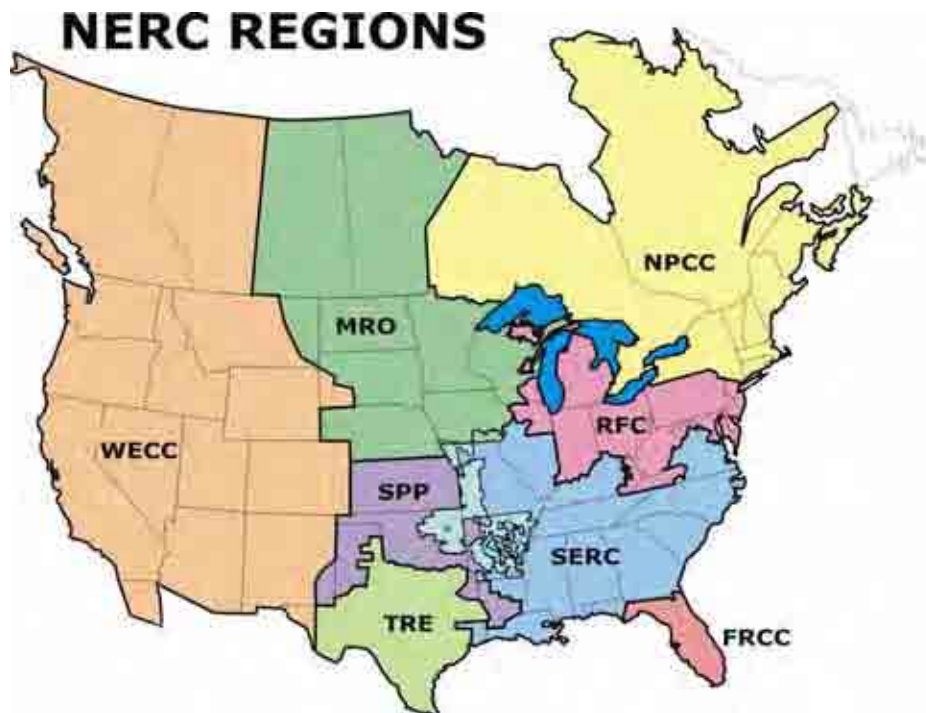 NERC REGIONS
NPCC
MRO
RFC
WECC
SPP
SERC
TRE
FRCC